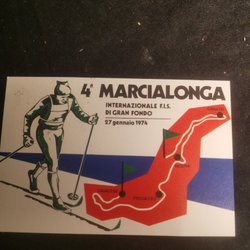 4ª MARCIALONGA
INTERNAZIONALE F.I.S.
DI GRAN FONDO
27 gennaio 1974